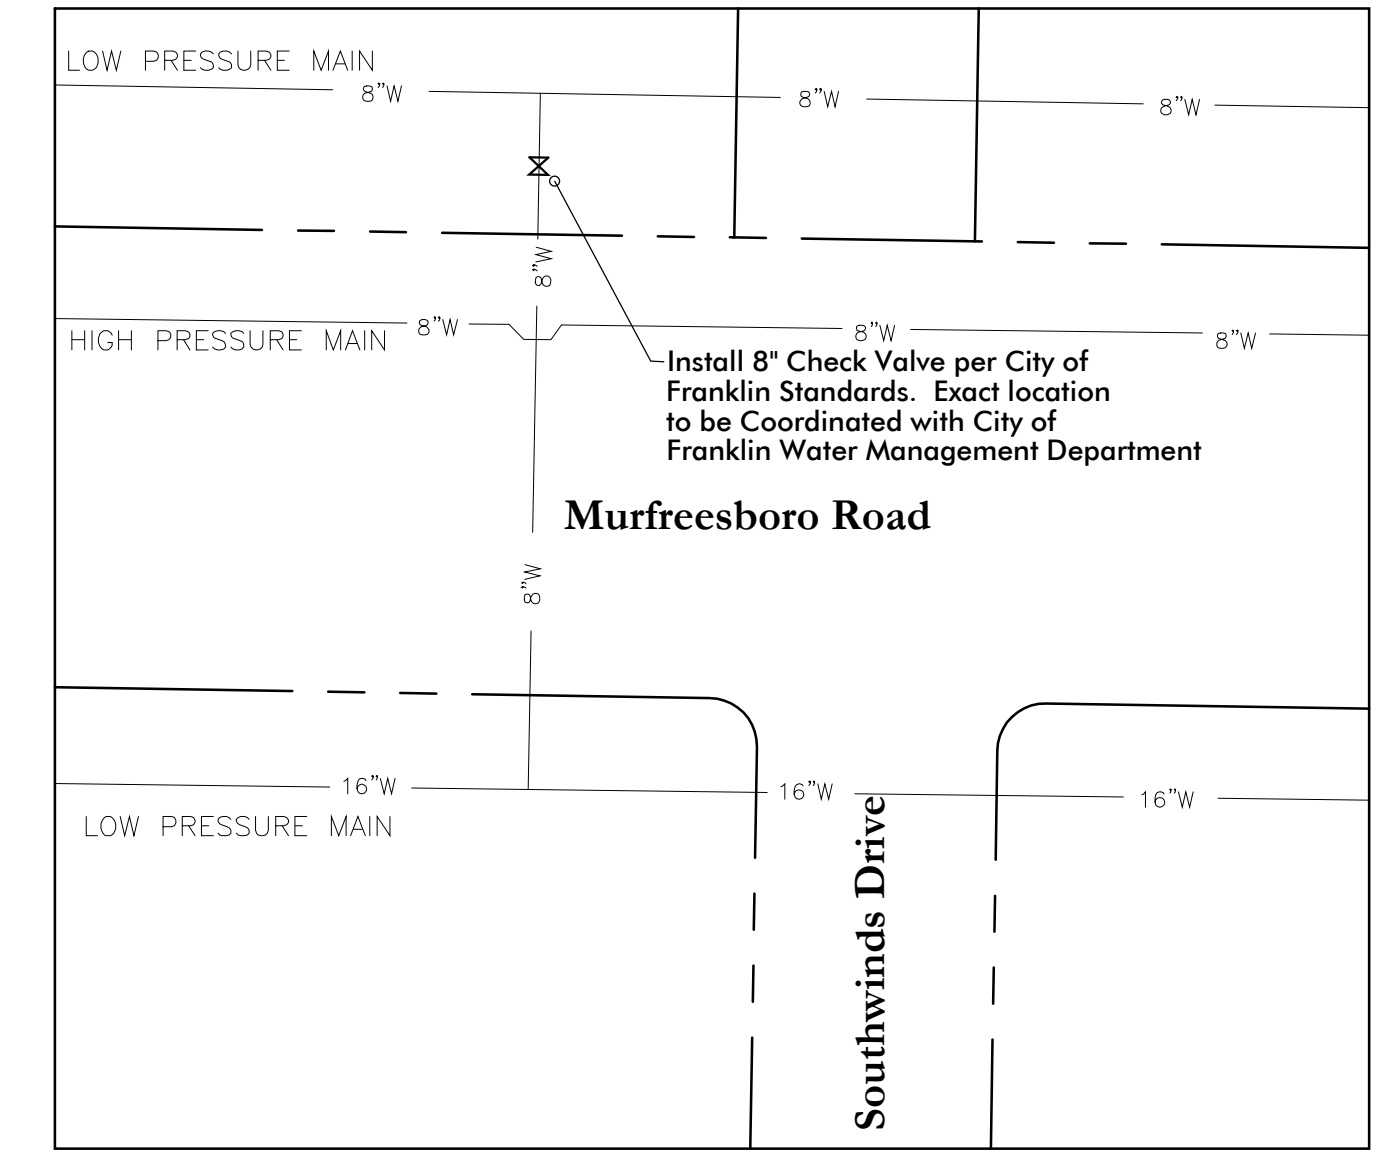 LOW PRESSURE MAIN
8"W
8"W
8"W
8"W
HIGH PRESSURE MAIN
8"W
8"W
8"W
Install 8" Check Valve per City of
Franklin Standards. Exact location
to be Coordinated with City of
Franklin Water Management Department
Murfreesboro Road
8"W
16"W
16"W
16"W
LOW PRESSURE MAIN
Southwinds Drive